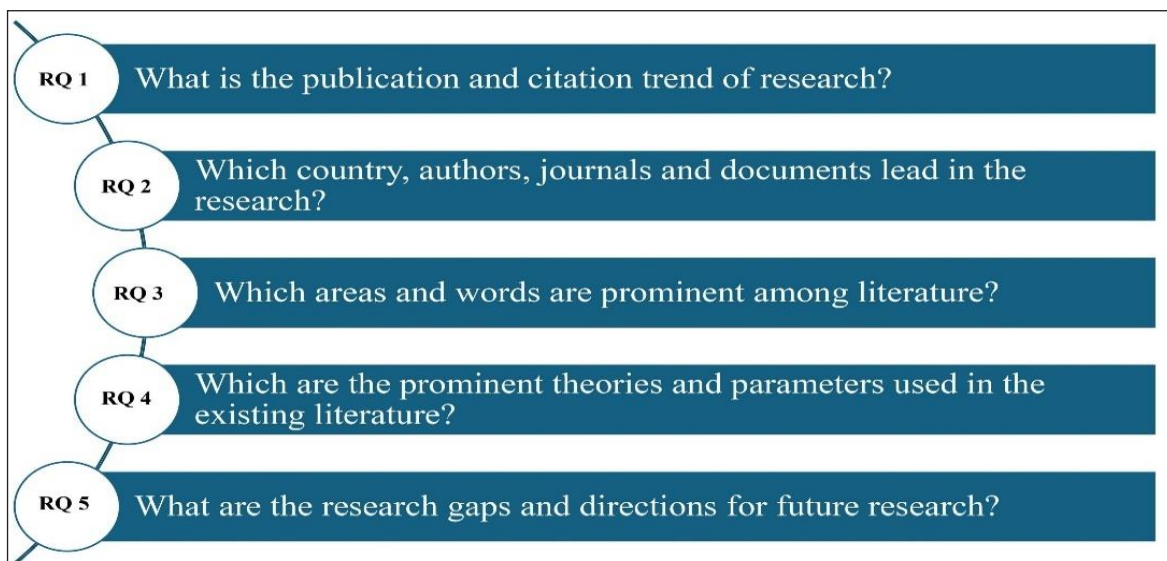 RQ 1
What is the publication and citation trend of research?
RQ 2
Which country, authors, journals and documents lead in the
research?
RQ 3
Which areas and words are prominent among literature?
RQ 4
Which are the prominent theories and parameters used in the
existing literature?
RQ 5
What are the research gaps and directions for future research?